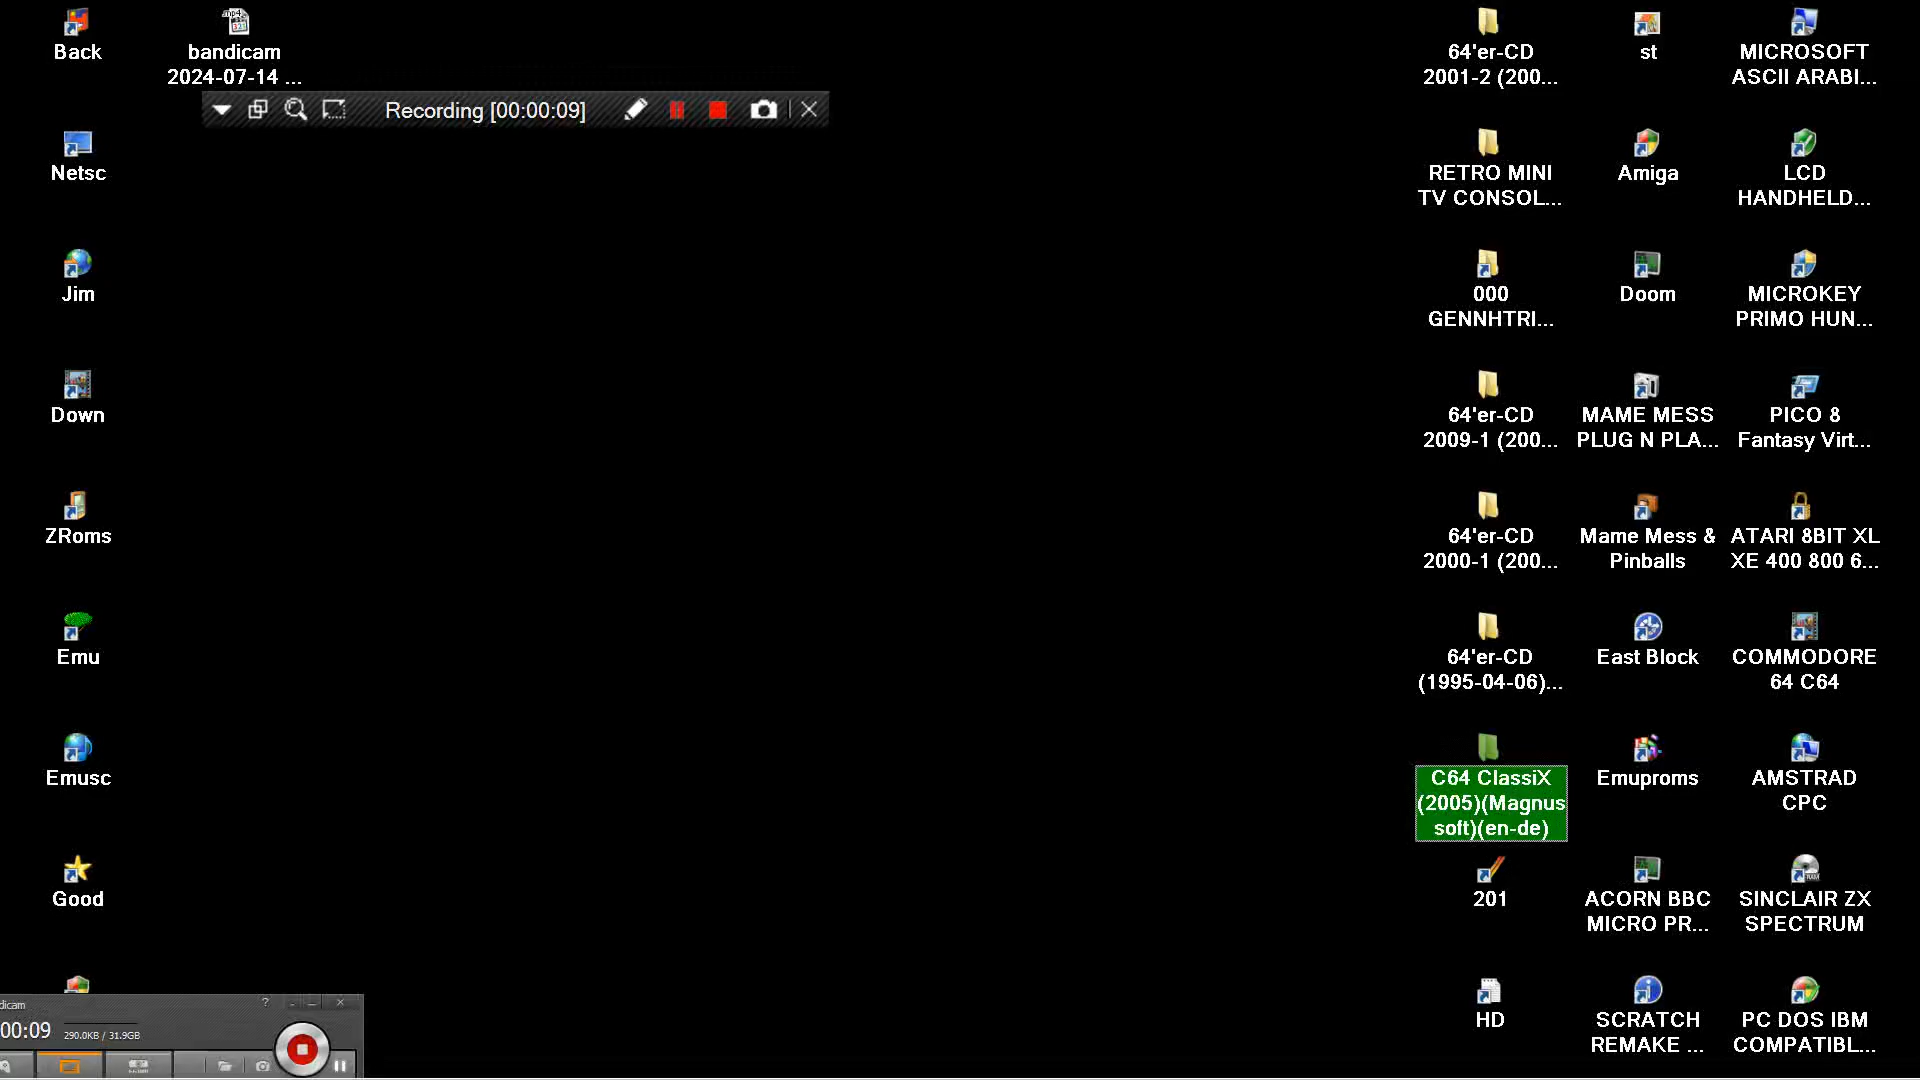 Back
bandicam
2024-07-14 ...
Recording [00:00:09]
Netsc
Jim
Down
ZRoms
Emu
Emusc
Good
64'er-CD
2001-2 (200...
st
MICROSOFT
ASCII ARABI...
RETRO MINI
TV CONSOL...
Amiga
LCD
HANDHELD...
000
GENNHTRI...
Doom
MICROKEY
PRIMO HUN...
64'er-CD
2009-1 (200...
MAME MESS
PLUG N PLA...
PICO 8
Fantasy Virt...
64'er-CD
2000-1 (200...
Mame Mess &
Pinballs
ATARI 8BIT XL
XE 400 800 6...
64'er-CD
(1995-04-06)...
East Block
COMMODORE
64 C64
C64 ClassiX
(2005)(Magnus
soft)(en-de)
Emuproms
AMSTRAD
CPC
201
ACORN BBC
MICRO PR...
SINCLAIR ZX
SPECTRUM
HD
SCRATCH
REMAKE ...
PC DOS IBM
COMPATIBL...
dicam
00:09
290.0KB / 31.9GB